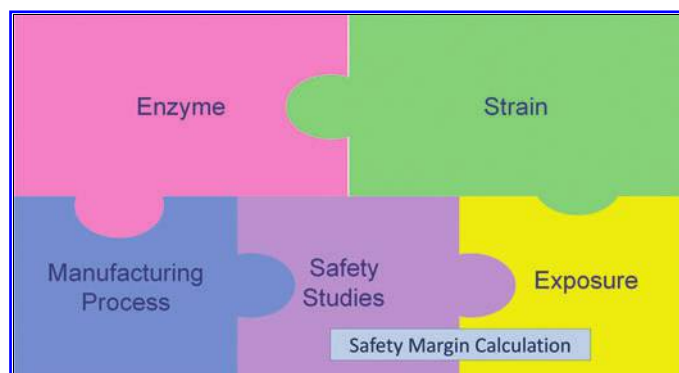 Enzyme
Strain
Manufacturing
Process
Safety
Studies
Exposure
Safety Margin Calculation